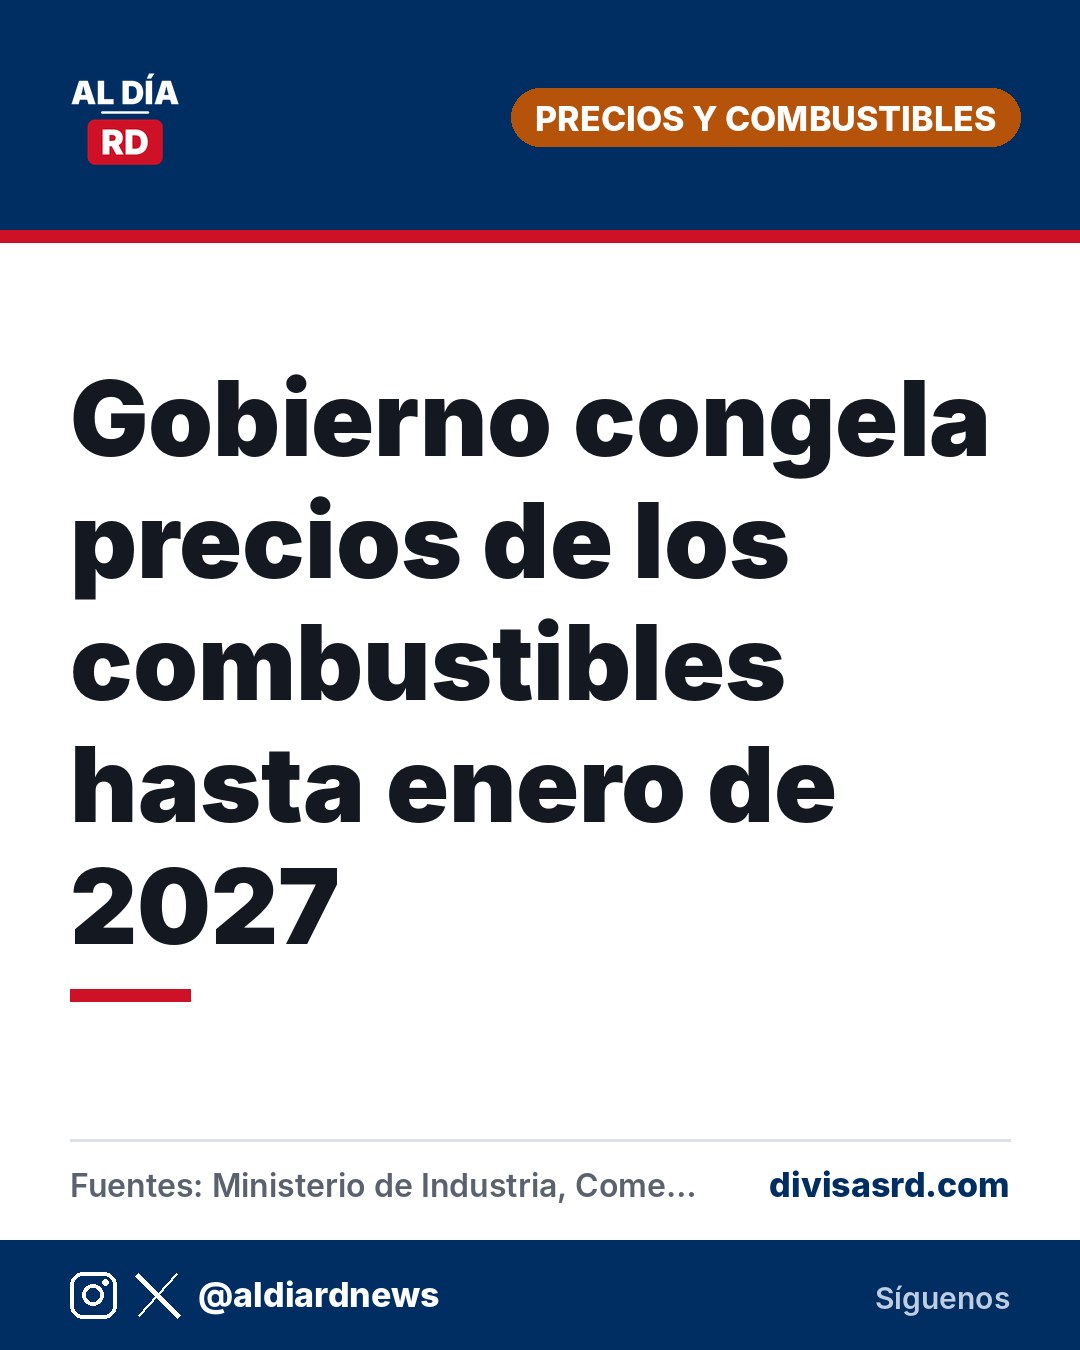 AL DÍA
RD
PRECIOS Y COMBUSTIBLES
Gobierno congela
precios de los
combustibles
hasta enero de
2027
Fuentes: Ministerio de Industria, Come...
divisasrd.com
@aldiardnews
Síguenos